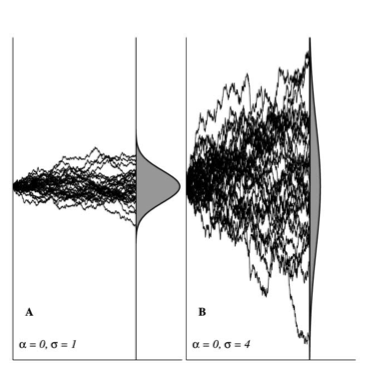 A
α = 0, σ = 1
B
α = 0, σ = 4